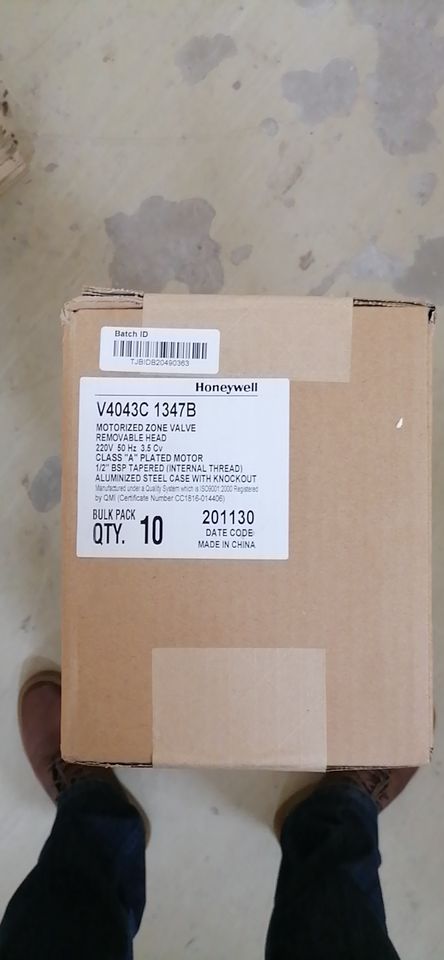 Batch ID
TJBIDB20490363
Honeywell
V4043C 1347B
MOTORIZED ZONE VALVE
REMOVABLE HEAD
220V 50 Hz 3.5 Cv
CLASS "A" PLATED MOTOR
1/2" BSP TAPERED (INTERNAL THREAD)
ALUMINIZED STEEL CASE WITH KNOCKOUT
Manufactured under a Quality System which is ISO9001:2000 Registered
by QMI (Certificate Number CC1816-014406)
BULK PACK
QTY. 10
201130
DATE CODE
MADE IN CHINA